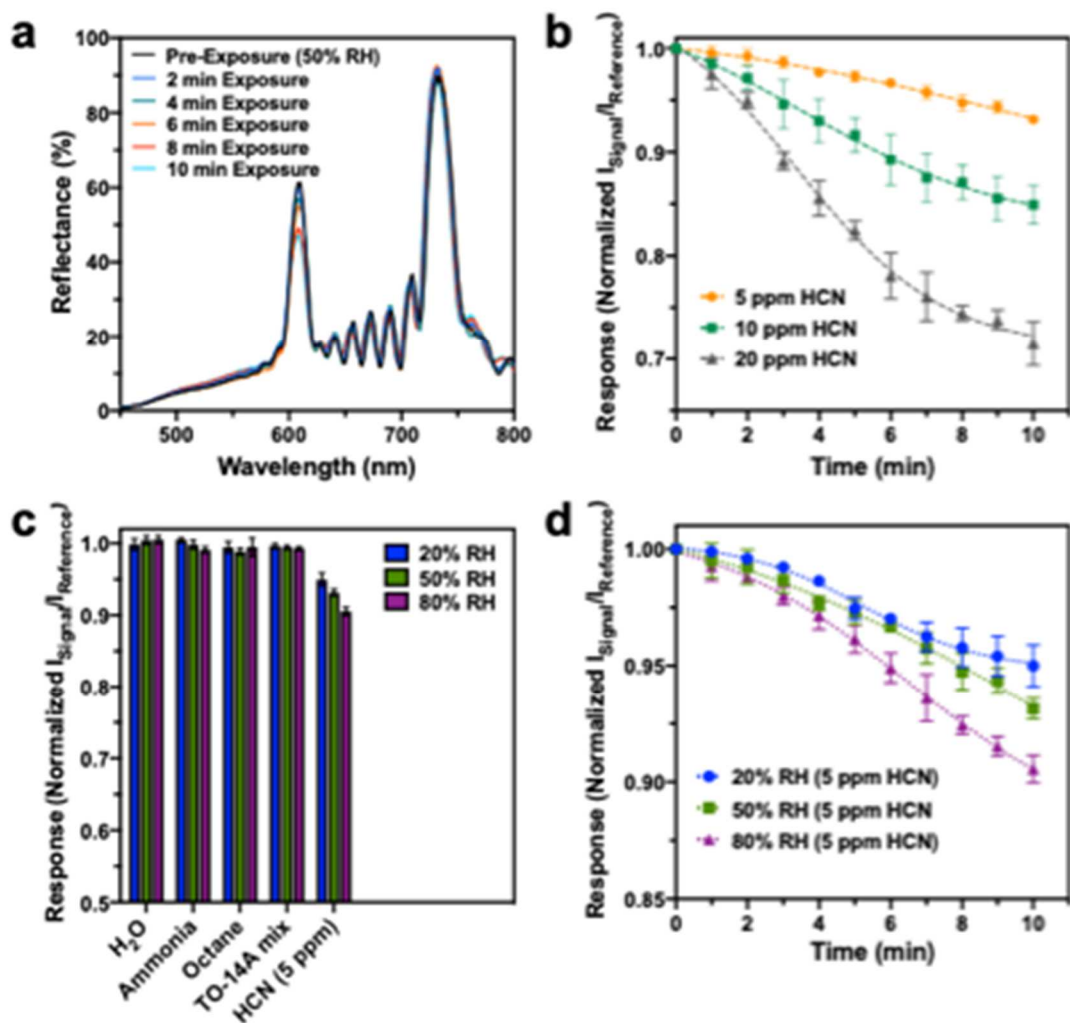 a
100
80
60
40
20
0
Reflectance (%)
Pre-Exposure (50% RH)
2 min Exposure
4 min Exposure
6 min Exposure
8 min Exposure
10 min Exposure
500
600
700
800
Wavelength (nm)
b
1.0
0.9
0.8
0.7
Response (Normalized I_Signal/I_Reference)
5 ppm HCN
10 ppm HCN
20 ppm HCN
0
2
4
6
8
10
Time (min)
c
1.0
0.9
0.8
0.7
0.6
0.5
Response (Normalized I_Signal/I_Reference)
20% RH
50% RH
80% RH
H₂O
Ammonia
Octane
TO-14A mix
HCN (5 ppm)
d
1.00
0.95
0.90
0.85
Response (Normalized I_Signal/I_Reference)
20% RH (5 ppm HCN)
50% RH (5 ppm HCN
80% RH (5 ppm HCN)
0
2
4
6
8
10
Time (min)